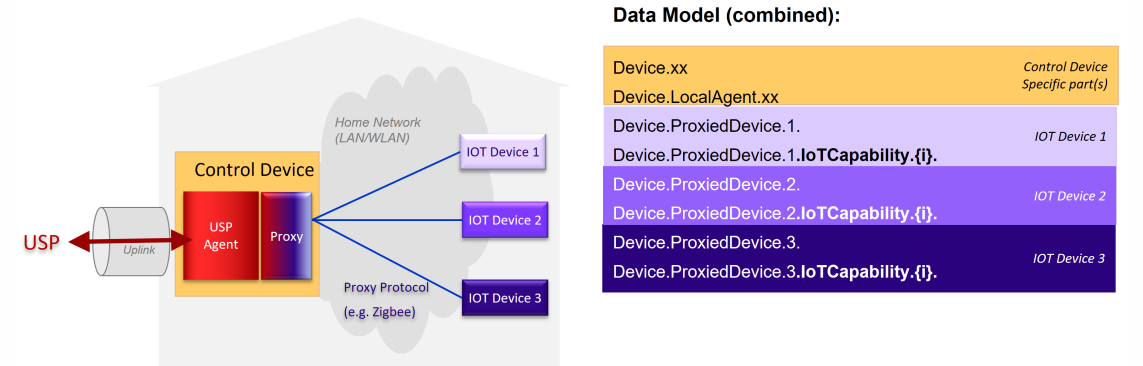 Data Model (combined):
Device.xx
Device.LocalAgent.xx
Control Device
Specific part(s)
Device.ProxiedDevice.1.
Device.ProxiedDevice.1.IoTCapability.{i}.
IOT Device 1
Device.ProxiedDevice.2.
Device.ProxiedDevice.2.IoTCapability.{i}.
IOT Device 2
Device.ProxiedDevice.3.
Device.ProxiedDevice.3.IoTCapability.{i}.
IOT Device 3
Home Network
(LAN/WLAN)
Control Device
USP
Agent
Proxy
USP
Uplink
IOT Device 1
IOT Device 2
IOT Device 3
Proxy Protocol
(e.g. Zigbee)